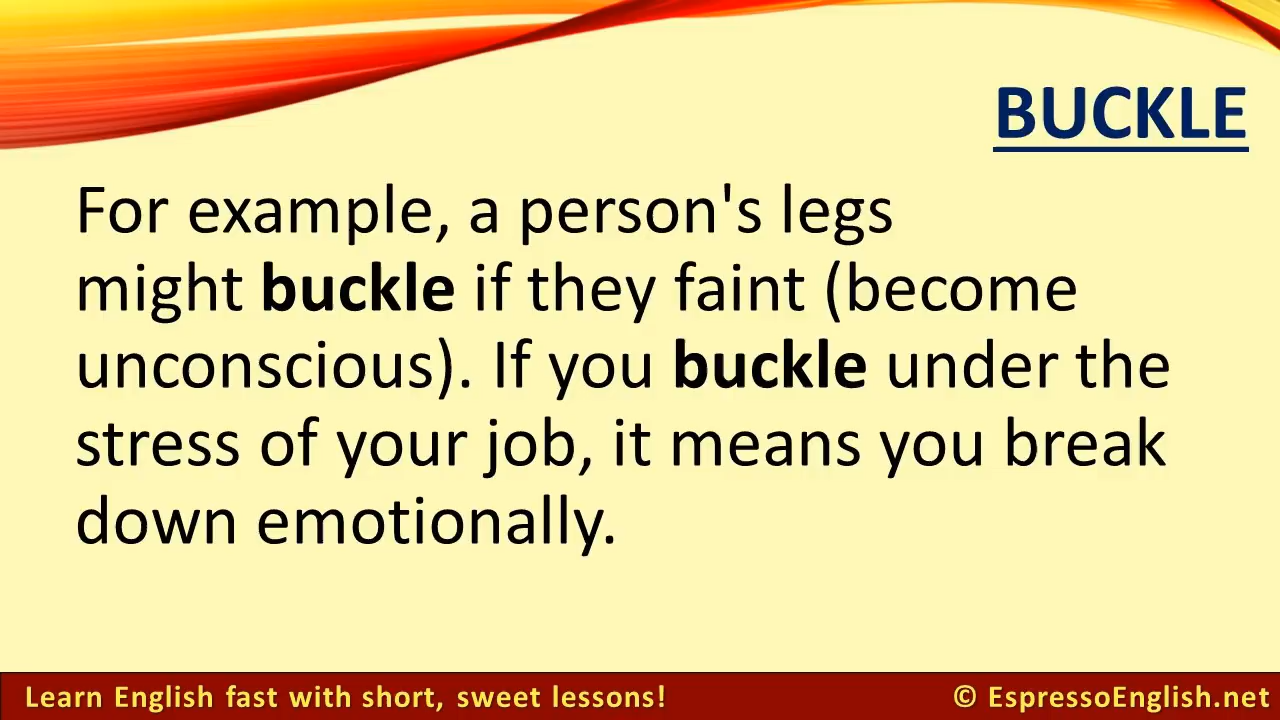 BUCKLE
For example, a person's legs
might buckle if they faint (become
unconscious). If you buckle under the
stress of your job, it means you break
down emotionally.
Learn English fast with short, sweet lessons!
© EspressoEnglish.net